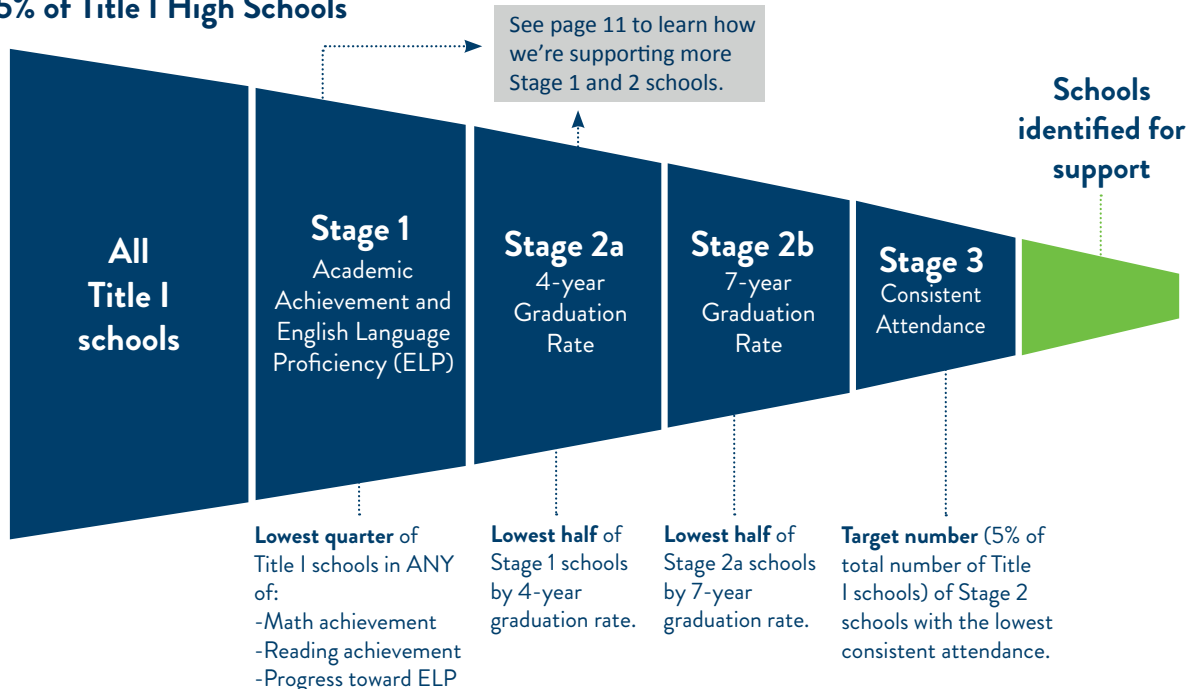 5% of Title I High Schools
See page 11 to learn how
we're supporting more
Stage 1 and 2 schools.
Schools
identified for
support
All
Title I
schools
Stage 1
Academic
Achievement and
English Language
Proficiency (ELP)
Stage 2a
4-year
Graduation
Rate
Stage 2b
7-year
Graduation
Rate
Stage 3
Consistent
Attendance
Lowest quarter of
Title I schools in ANY
of:
-Math achievement
-Reading achievement
-Progress toward ELP
Lowest half of
Stage 1 schools
by 4-year
graduation rate.
Lowest half of
Stage 2a schools
by 7-year
graduation rate.
Target number (5% of
total number of Title
I schools) of Stage 2
schools with the lowest
consistent attendance.